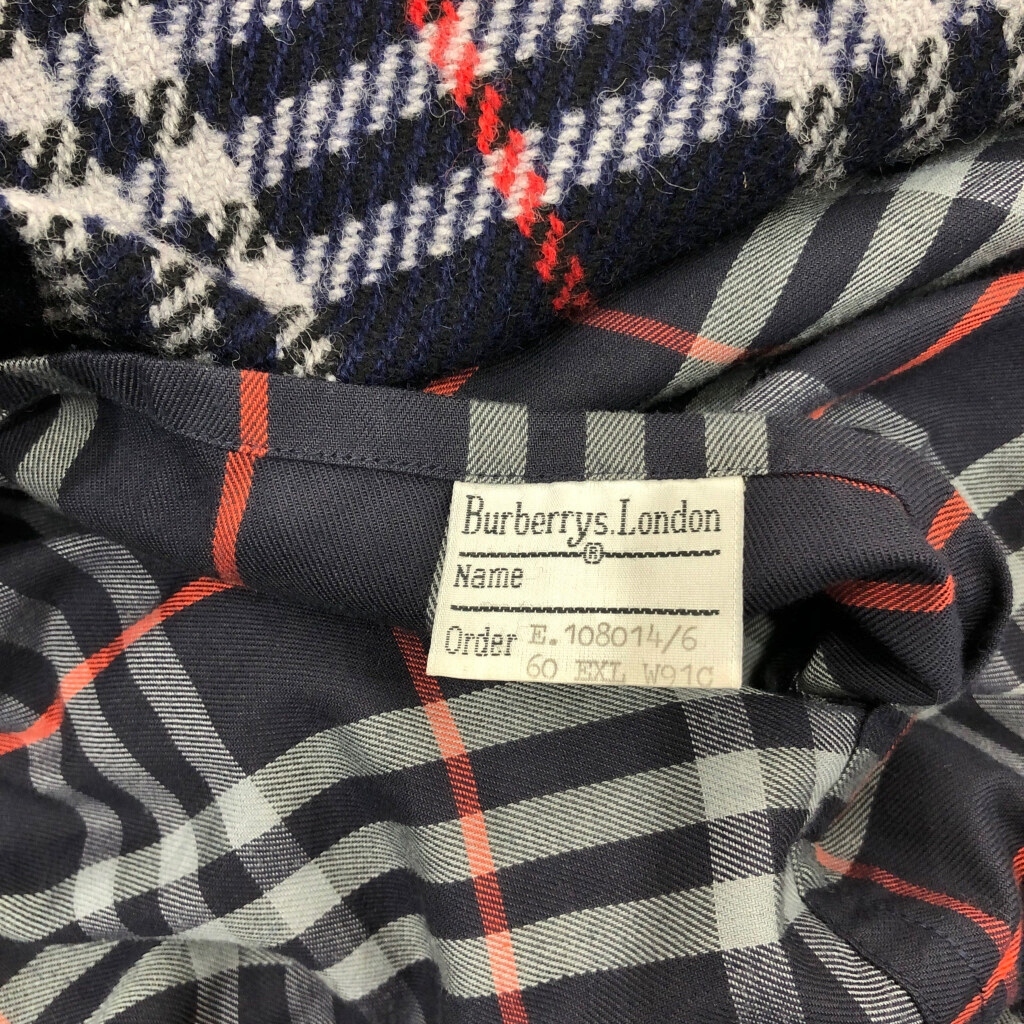 Burberrys.London
®
Name
Order E. 108014/6
60 EXL W91C